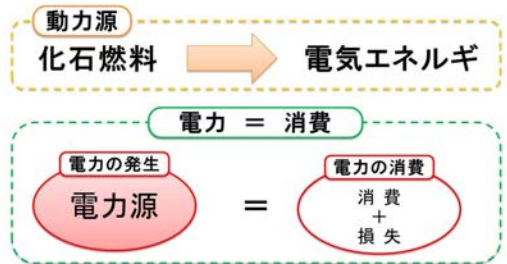 動力源
化石燃料 電気エネルギ
電力 = 消費
電力の発生
電力源
=
電力の消費
消費
+
損失